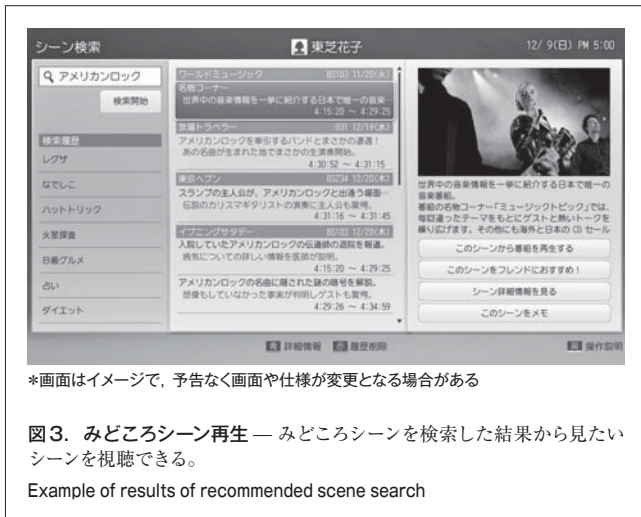 シーン検索
東芝花子
12/ 9(日) PM 5:00
アメリカンロック
検索開始
検索履歴
レグザ
なでしこ
ハットトリック
火星探査
B級グルメ
占い
ダイエット
ワールドミュージック BS103 11/20(火)
名物コーナー
世界中の音楽情報を一挙に紹介する日本で唯一の音楽…
4:15:20 ～ 4:29:25
放浪トラベラー 031 12/19(水)
アメリカンロックを牽引するバンドとまさかの遭遇！
あの名曲が生まれた地でまさかの生演奏開始。
4:30:52 ～ 4:31:15
東京ヘブン BS234 12/20(木)
スランプの主人公が、アメリカンロックと出逢う場面…
伝説のカリスマギタリストの演奏に主人公も驚愕。
4:31:16 ～ 4:31:45
イブニングサタデー BS103 12/20(木)
入院していたアメリカンロックの伝道師の退院を報道。
病気についての詳しい情報を医師が説明。
4:15:20 ～ 4:29:25
アメリカンロックの名曲に隠された謎の暗号を解説。
想像もしていなかった事実が判明しゲストも驚愕。
4:29:26 ～ 4:34:59
世界中の音楽情報を一挙に紹介する日本で唯一の
音楽番組。
番組の名物コーナー「ミュージックトピック」では、
毎回違ったテーマをもとにゲストと熱いトークを
繰り広げます。その他にも海外と日本の CD セール
このシーンから番組を再生する
このシーンをフレンドにおすすめ！
シーン詳細情報を見る
このシーンをメモ
詳細情報
履歴削除
操作説明
*画面はイメージで，予告なく画面や仕様が変更となる場合がある
図3．みどころシーン再生 — みどころシーンを検索した結果から見たい
シーンを視聴できる。
Example of results of recommended scene search